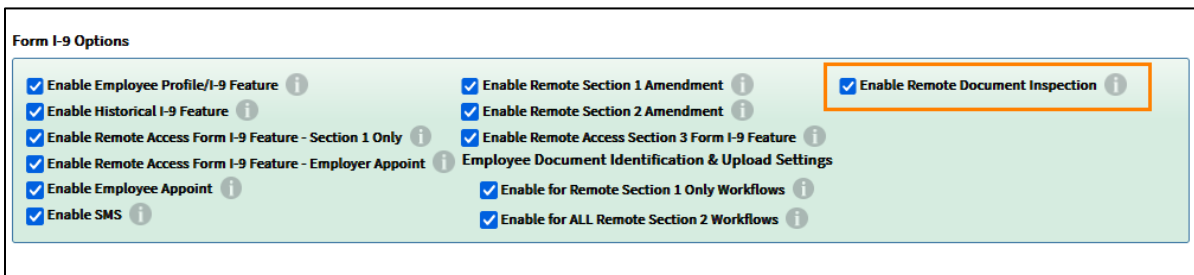 Form I-9 Options
Enable Employee Profile/I-9 Feature
Enable Historical I-9 Feature
Enable Remote Access Form I-9 Feature - Section 1 Only
Enable Remote Access Form I-9 Feature - Employer Appoint
Enable Employee Appoint
Enable SMS
Enable Remote Section 1 Amendment
Enable Remote Section 2 Amendment
Enable Remote Access Section 3 Form I-9 Feature
Employee Document Identification & Upload Settings
Enable for Remote Section 1 Only Workflows
Enable for ALL Remote Section 2 Workflows
Enable Remote Document Inspection